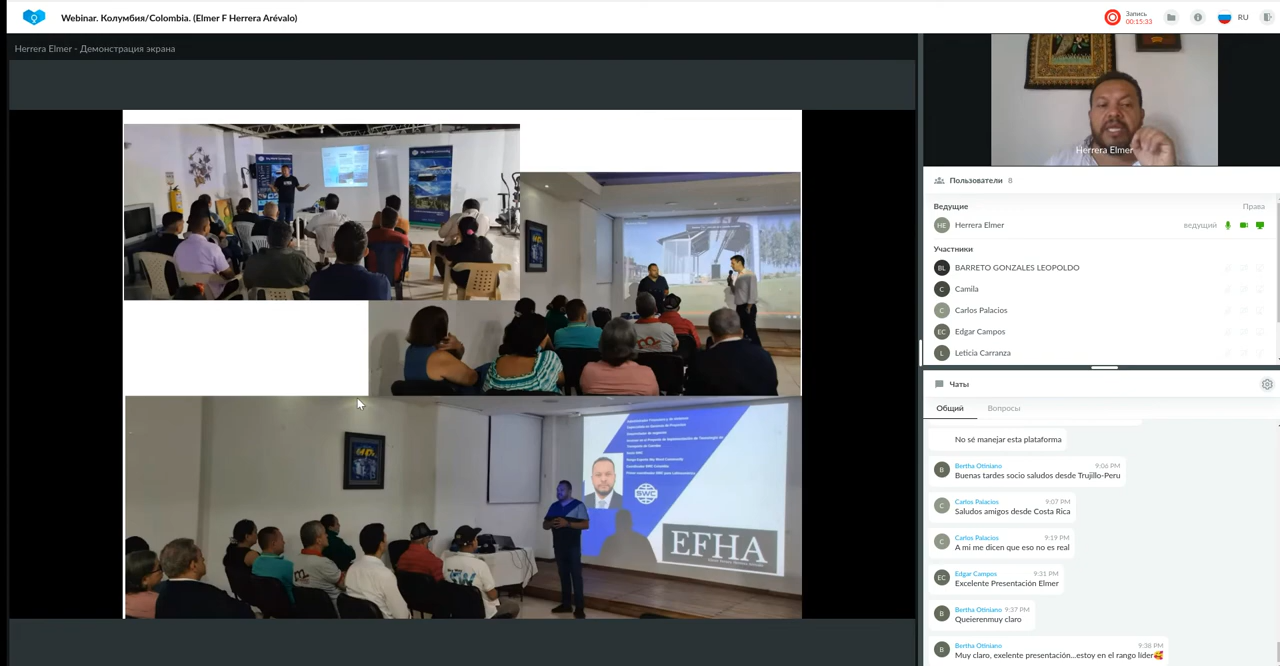 Webinar. Колумбия/Colombia. (Elmer F Herrera Arévalo)
Запись
00:15:33
RU
Herrera Elmer - Демонстрация экрана
Herrera Elmer
Пользователи 8
Ведущие
Права
HE
Herrera Elmer
ведущий
Участники
BL
BARRETO GONZALES LEOPOLDO
C
Camila
C
Carlos Palacios
EC
Edgar Campos
L
Leticia Carranza
Чаты
Общий
Вопросы
No sé manejar esta plataforma
B
Bertha Otiniano 9:06 PM
Buenas tardes socio saludos desde Trujillo-Peru
C
Carlos Palacios 9:07 PM
Saludos amigos desde Costa Rica
C
Carlos Palacios 9:19 PM
A mi me dicen que eso no es real
EC
Edgar Campos 9:31 PM
Excelente Presentación Elmer
B
Bertha Otiniano 9:37 PM
Queierenmuy claro
B
Bertha Otiniano 9:38 PM
Muy claro, exelente presentación...estoy en el rango líder🥰
SWC
EFHA